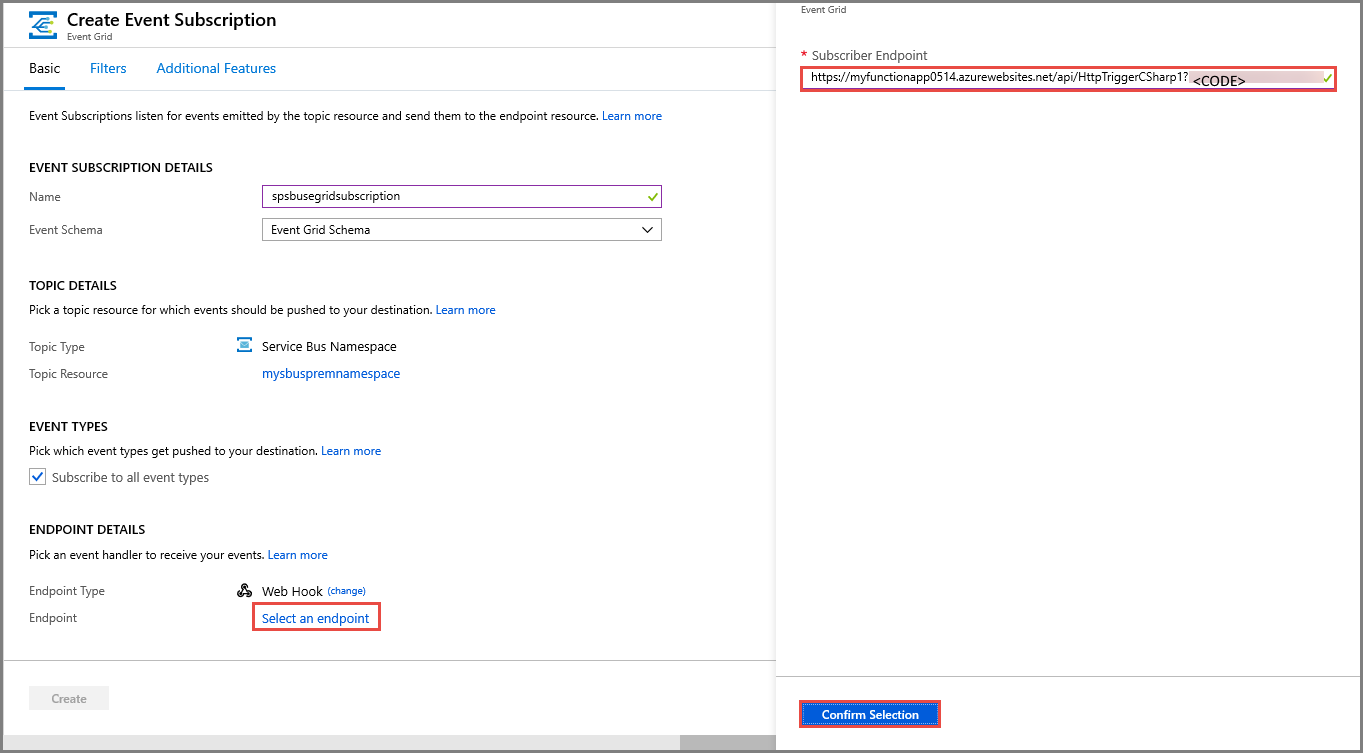 Create Event Subscription
Event Grid
Basic
Filters
Additional Features
Event Subscriptions listen for events emitted by the topic resource and send them to the endpoint resource. Learn more
EVENT SUBSCRIPTION DETAILS
Name
spsbusegridsubscription
Event Schema
Event Grid Schema
TOPIC DETAILS
Pick a topic resource for which events should be pushed to your destination. Learn more
Topic Type
Service Bus Namespace
Topic Resource
mysbuspremnamespace
EVENT TYPES
Pick which event types get pushed to your destination. Learn more
Subscribe to all event types
ENDPOINT DETAILS
Pick an event handler to receive your events. Learn more
Endpoint Type
Web Hook (change)
Endpoint
Select an endpoint
Create
Event Grid
* Subscriber Endpoint
https://myfunctionapp0514.azurewebsites.net/api/HttpTriggerCSharp1? <CODE>
Confirm Selection